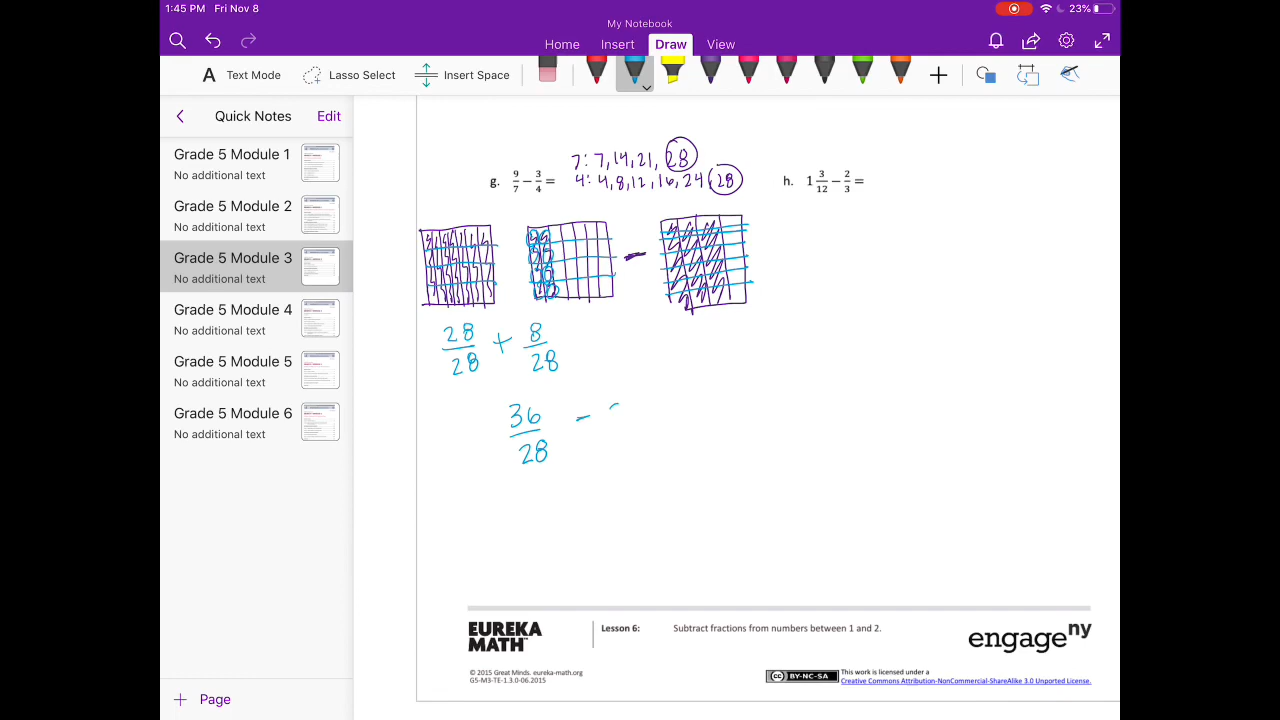 1:45 PM Fri Nov 8
23%
My Notebook
Home Insert Draw View
Text Mode Lasso Select Insert Space
Quick Notes Edit
Grade 5 Module 1
No additional text
Grade 5 Module 2
No additional text
Grade 5 Module 3
No additional text
Grade 5 Module 4
No additional text
Grade 5 Module 5
No additional text
Grade 5 Module 6
No additional text
Page
7: 7, 14, 21, 28
4: 4, 8, 12, 16, 24, 28
g. 9/7 − 3/4 =
h. 1 3/12 − 2/3 =
−
28/28 + 8/28
36/28 −
EUREKA MATH
Lesson 6: Subtract fractions from numbers between 1 and 2.
engage ny
© 2015 Great Minds. eureka-math.org
G5-M3-TE-1.3.0-06.2015
cc BY-NC-SA
This work is licensed under a
Creative Commons Attribution-NonCommercial-ShareAlike 3.0 Unported License.